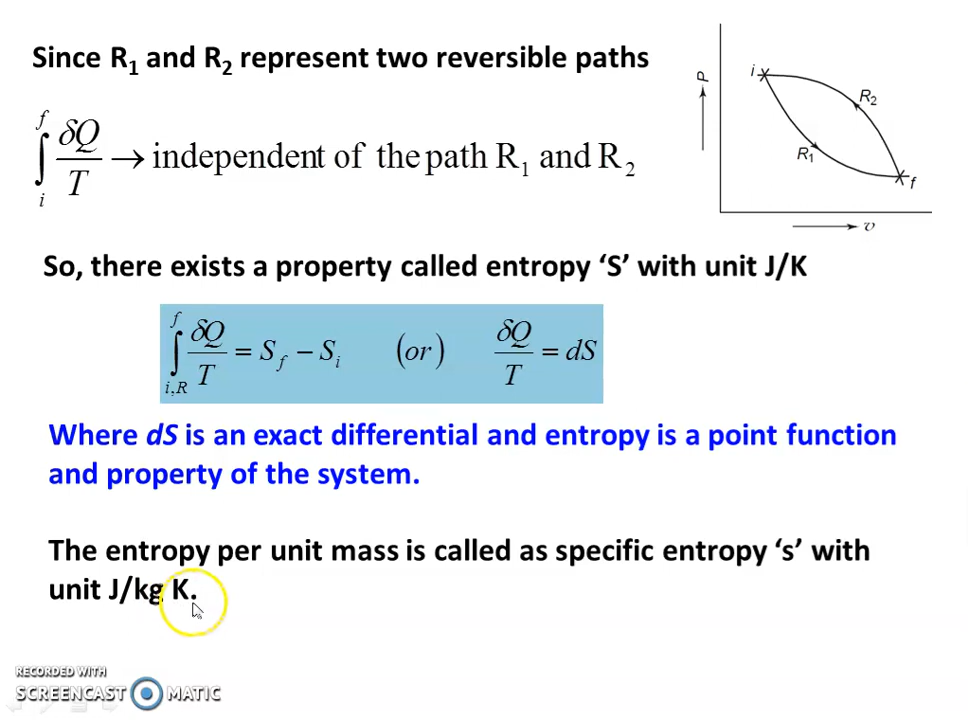 Since R₁ and R₂ represent two reversible paths
∫ᵢᶠ δQ/T → independent of the path R₁ and R₂
P
i
R₂
R₁
f
v
So, there exists a property called entropy ‘S’ with unit J/K
∫ᵢ,ᴿᶠ δQ/T = S_f − Sᵢ (or) δQ/T = dS
Where dS is an exact differential and entropy is a point function
and property of the system.
The entropy per unit mass is called as specific entropy ‘s’ with
unit J/kg K.
RECORDED WITH
SCREENCAST MATIC